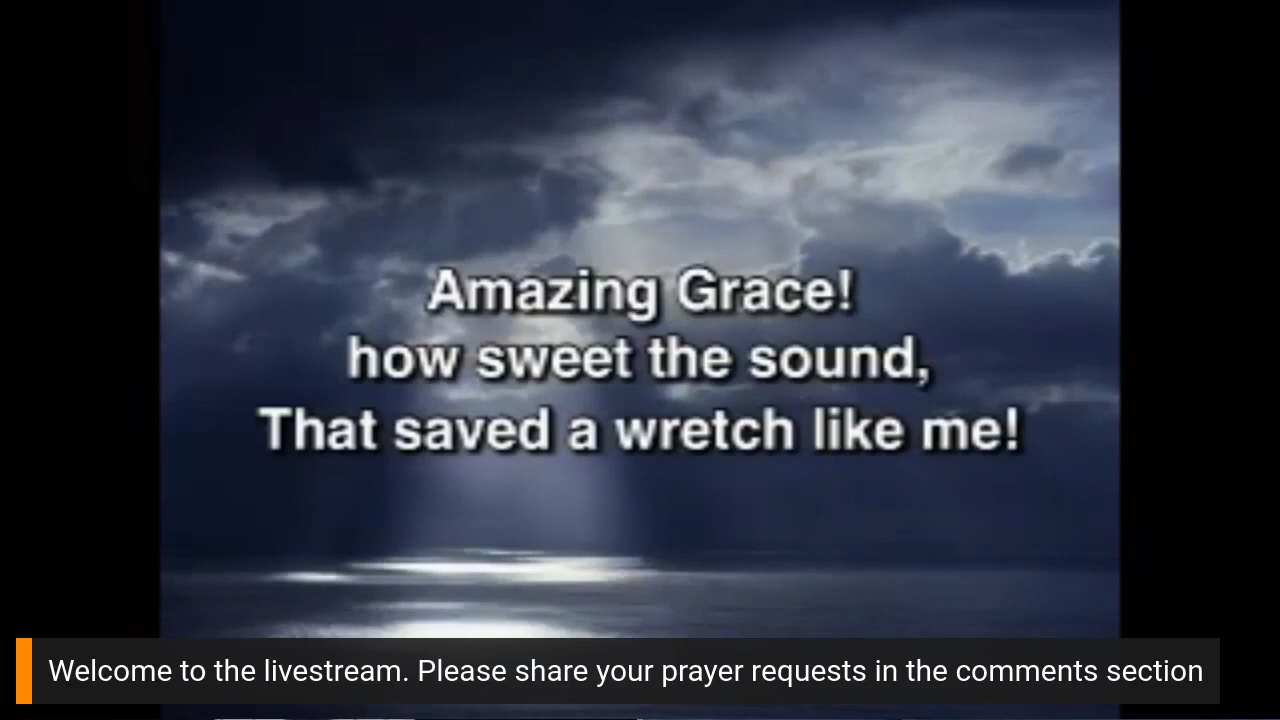 Amazing Grace!
how sweet the sound,
That saved a wretch like me!
Welcome to the livestream. Please share your prayer requests in the comments section